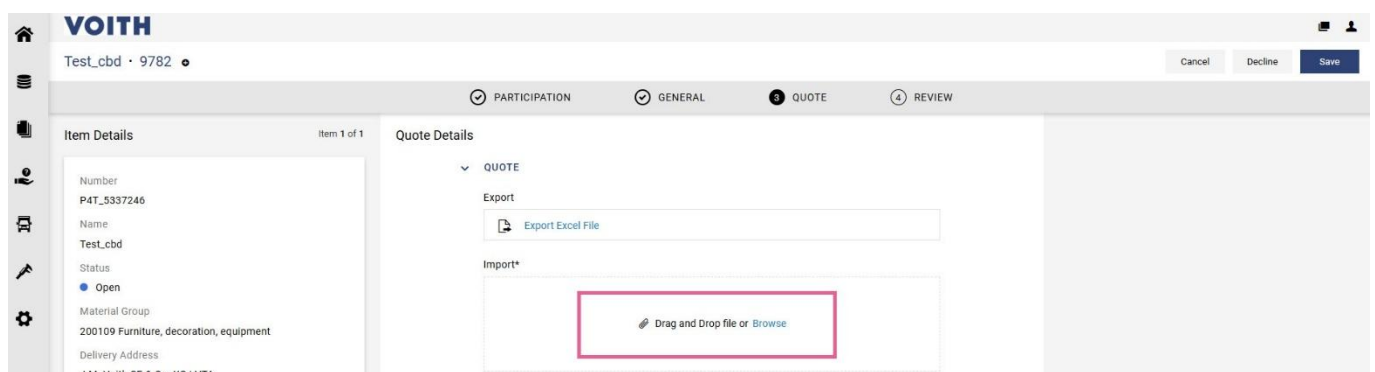 VOITH
Test_cbd · 9782
Cancel Decline Save
PARTICIPATION GENERAL 3 QUOTE 4 REVIEW
Item Details Item 1 of 1
Quote Details
QUOTE
Number
P4T_5337246
Name
Test_cbd
Status
Open
Material Group
200109 Furniture, decoration, equipment
Delivery Address
Export
Export Excel File
Import*
Drag and Drop file or Browse